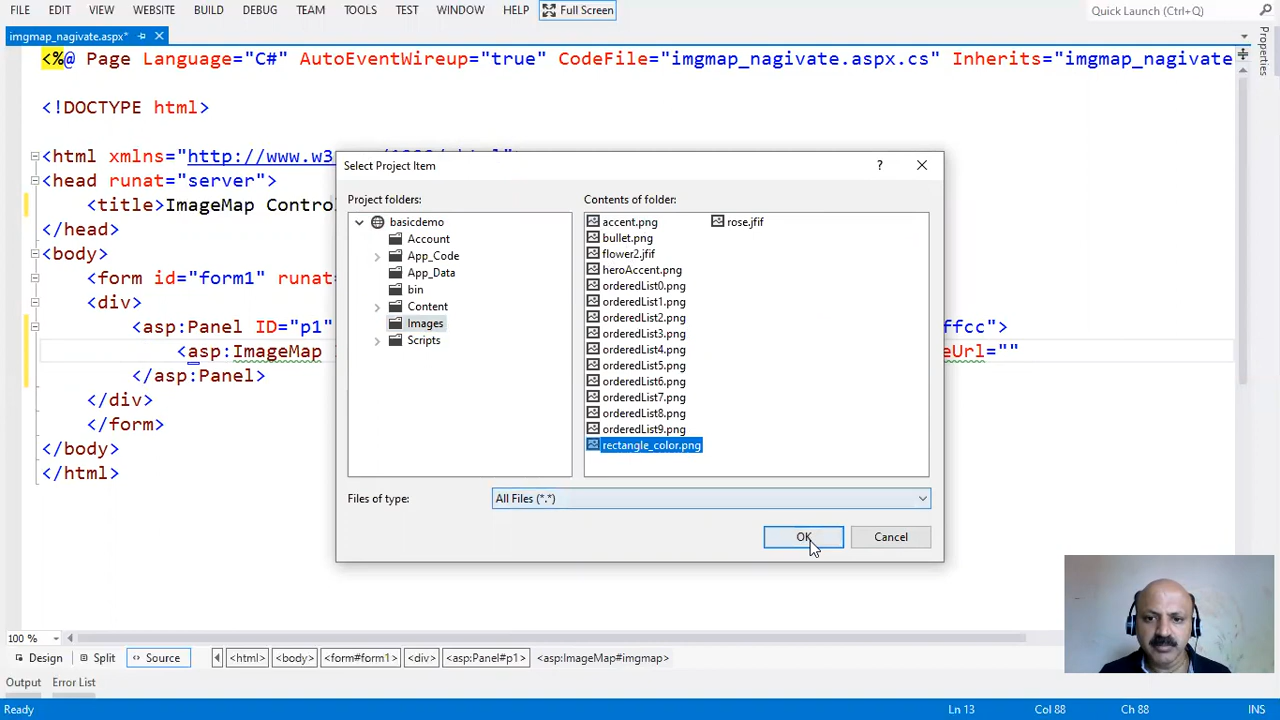 FILE EDIT VIEW WEBSITE BUILD DEBUG TEAM TOOLS TEST WINDOW HELP Full Screen Quick Launch (Ctrl+Q)
imgmap_nagivate.aspx*
<%@ Page Language="C#" AutoEventWireup="true" CodeFile="imgmap_nagivate.aspx.cs" Inherits="imgmap_nagivate
<!DOCTYPE html>
<html xmlns="http://www.w3
<head runat="server">
<title>ImageMap Contro
</head>
<body>
<form id="form1" runat=
<div>
<asp:Panel ID="p1" ffcc">
<asp:ImageMap eUrl=""
</asp:Panel>
</div>
</form>
</body>
</html>
Select Project Item
?
Project folders:
basicdemo
Account
App_Code
App_Data
bin
Content
Images
Scripts
Contents of folder:
accent.png
bullet.png
flower2.jfif
heroAccent.png
orderedList0.png
orderedList1.png
orderedList2.png
orderedList3.png
orderedList4.png
orderedList5.png
orderedList6.png
orderedList7.png
orderedList8.png
orderedList9.png
rectangle_color.png
rose.jfif
Files of type: All Files (*.*)
OK Cancel
Properties
100 %
Design Split Source <html> <body> <form#form1> <div> <asp:Panel#p1> <asp:ImageMap#imgmap>
Output Error List
Ready Ln 13 Col 88 Ch 88 INS